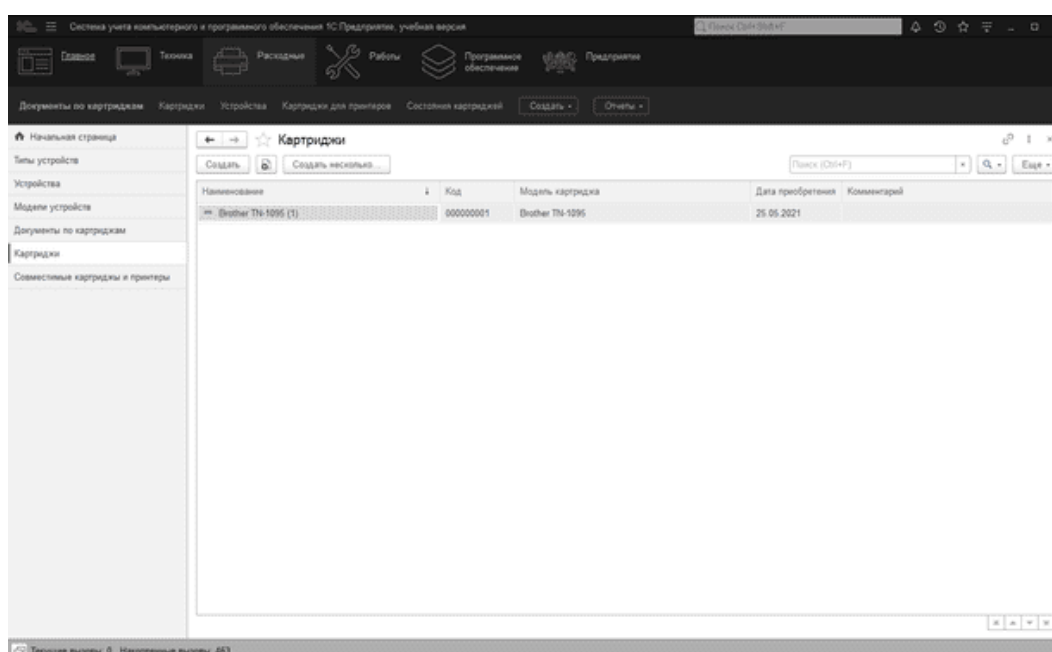 Система учета компьютерного и программного обеспечения 1С:Предприятие, учебная версия
Поиск Ctrl+Shift+F
Главное Техника Расходные Работы Программное обеспечение Предприятие
Документы по картриджам Картриджи Устройства Картриджи для принтеров Состояния картриджей Создать Отчеты
Начальная страница
Типы устройств
Устройства
Модели устройств
Документы по картриджам
Картриджи
Совместимые картриджы и принтеры
Картриджи
Создать Создать несколько... Поиск (Ctrl+F) Еще
Наименование Код Модель картриджа Дата приобретения Комментарий
Brother TN-1095 (1) 000000001 Brother TN-1095 25.05.2021
Текущие вызовы: 0 Накопленные вызовы: 463